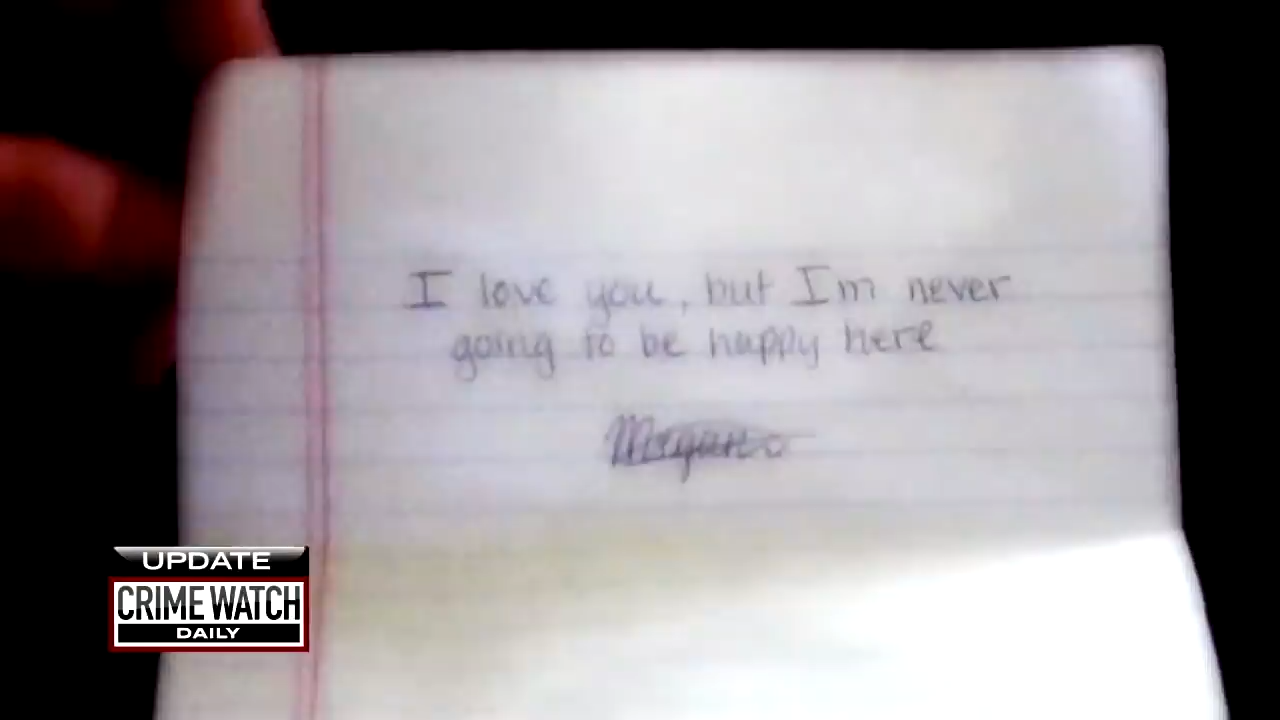 I love you, but I'm never
going to be happy here
UPDATE
CRIME WATCH
DAILY